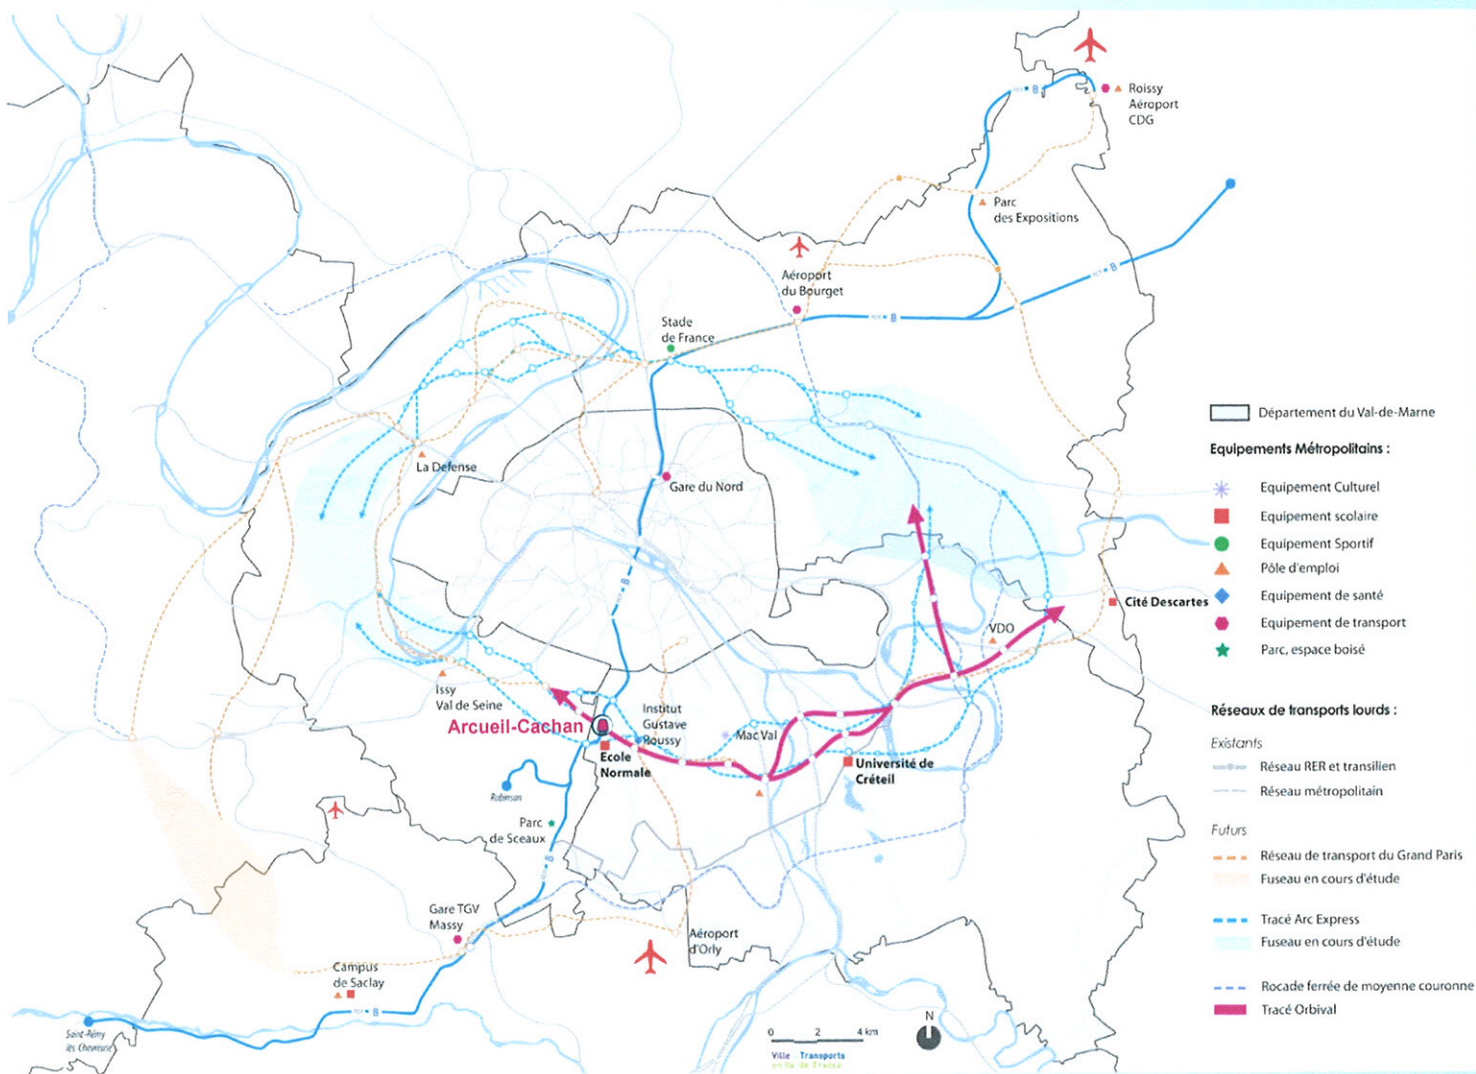 B
Roissy
Aéroport
CDG
Parc
des Expositions
B
Aéroport
du Bourget
B
Stade
de France
La Defense
Gare du Nord
B
Cité Descartes
VDO
Issy
Val de Seine
Arcueil-Cachan
Institut
Gustave
Roussy
Mac Val
Ecole
Normale
Université de
Créteil
Robinson
Parc
de Sceaux
B
Gare TGV
Massy
Aéroport
d'Orly
Campus
de Saclay
B
Saint-Rémy
lès Chevreuse
0 2 4 km
N
Ville Transports
en Ile de France
Département du Val-de-Marne
Equipements Métropolitains :
Equipement Culturel
Equipement scolaire
Equipement Sportif
Pôle d'emploi
Equipement de santé
Equipement de transport
Parc, espace boisé
Réseaux de transports lourds :
Existants
Réseau RER et transilien
Réseau métropolitain
Futurs
Réseau de transport du Grand Paris
Fuseau en cours d'étude
Tracé Arc Express
Fuseau en cours d'étude
Rocade ferrée de moyenne couronne
Tracé Orbival